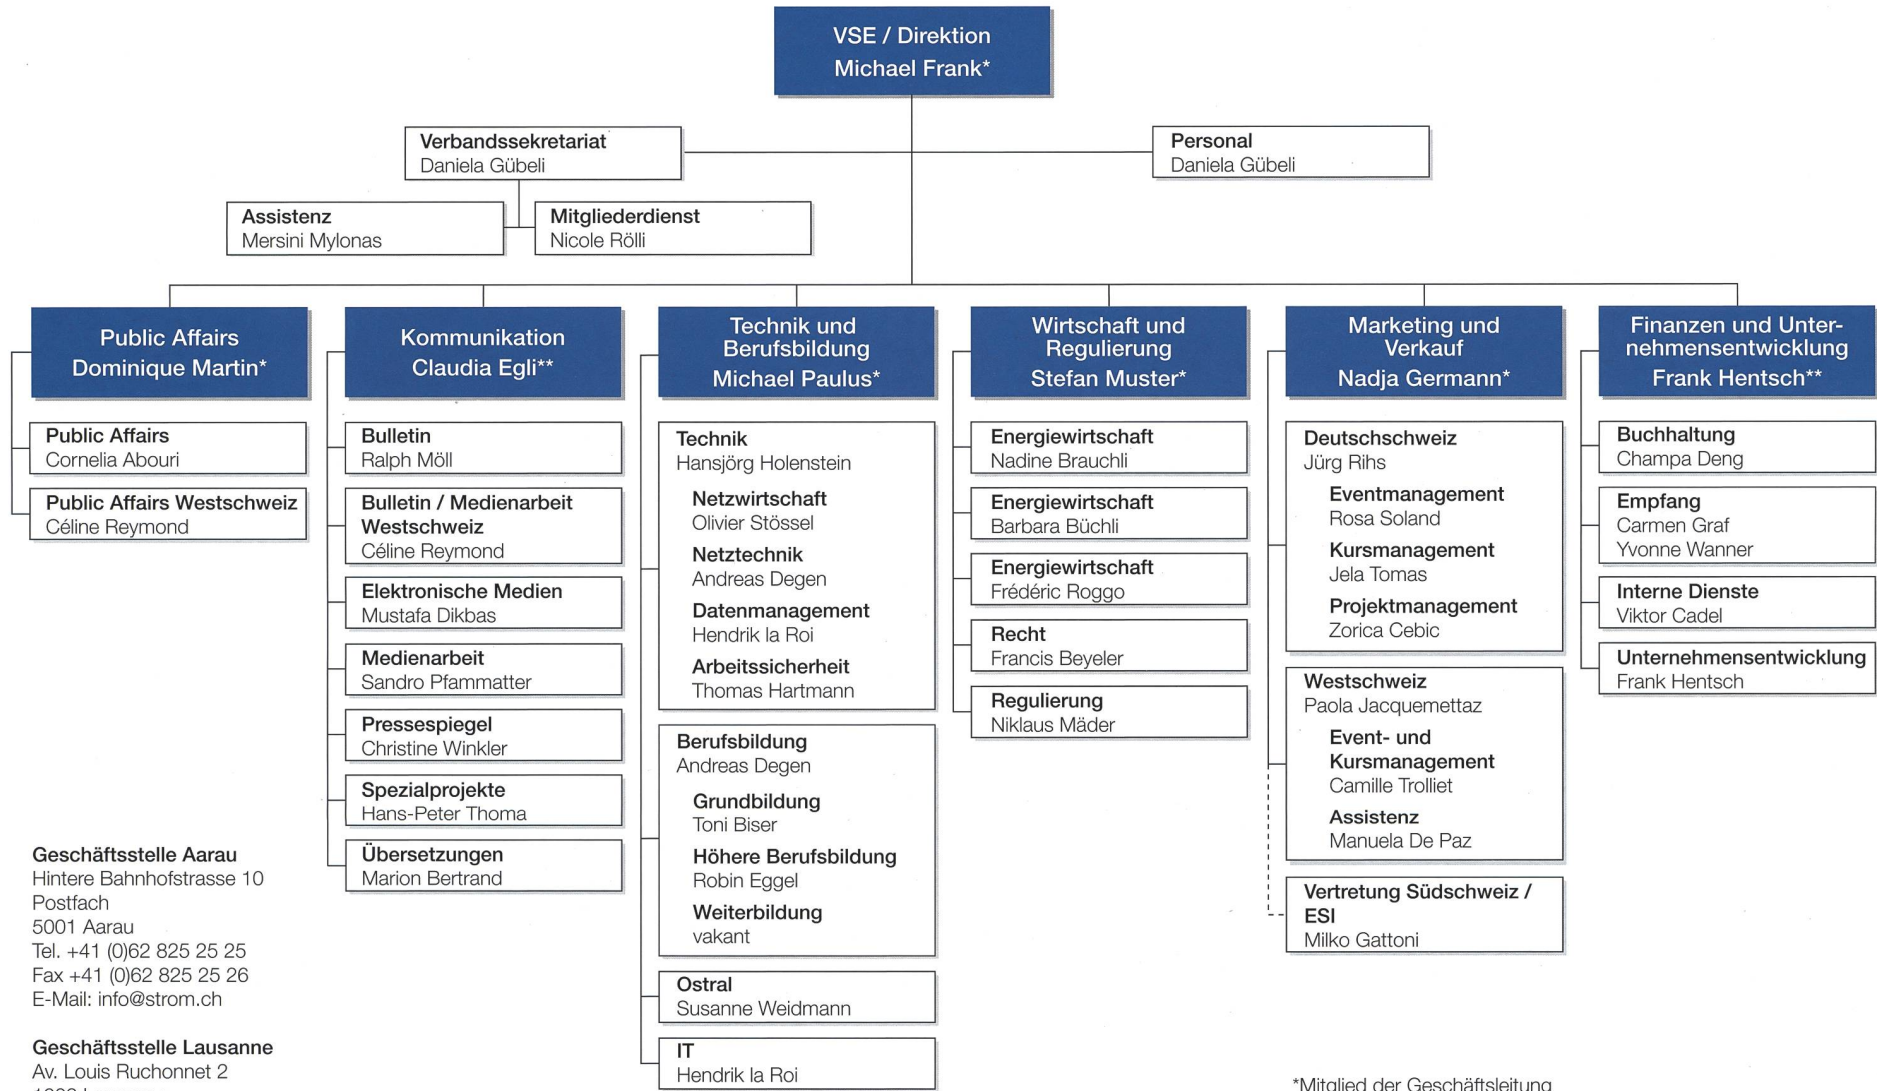 VSE / Direktion
Michael Frank*
Verbandssekretariat
Daniela Gübeli
Personal
Daniela Gübeli
Assistenz
Mersini Mylonas
Mitgliederdienst
Nicole Rölli
Public Affairs
Dominique Martin*
Public Affairs
Cornelia Abouri
Public Affairs Westschweiz
Céline Reymond
Kommunikation
Claudia Egli**
Bulletin
Ralph Möll
Bulletin / Medienarbeit
Westschweiz
Céline Reymond
Elektronische Medien
Mustafa Dikbas
Medienarbeit
Sandro Pfammatter
Pressespiegel
Christine Winkler
Spezialprojekte
Hans-Peter Thoma
Übersetzungen
Marion Bertrand
Technik und
Berufsbildung
Michael Paulus*
Technik
Hansjörg Holenstein
Netzwirtschaft
Olivier Stössel
Netztechnik
Andreas Degen
Datenmanagement
Hendrik la Roi
Arbeitssicherheit
Thomas Hartmann
Berufsbildung
Andreas Degen
Grundbildung
Toni Biser
Höhere Berufsbildung
Robin Eggel
Weiterbildung
vakant
Ostral
Susanne Weidmann
IT
Hendrik la Roi
Wirtschaft und
Regulierung
Stefan Muster*
Energiewirtschaft
Nadine Brauchli
Energiewirtschaft
Barbara Büchli
Energiewirtschaft
Frédéric Roggo
Recht
Francis Beyeler
Regulierung
Niklaus Mäder
Marketing und
Verkauf
Nadja Germann*
Deutschschweiz
Jürg Rihs
Eventmanagement
Rosa Soland
Kursmanagement
Jela Tomas
Projektmanagement
Zorica Cebic
Westschweiz
Paola Jacquemettaz
Event- und
Kursmanagement
Camille Trolliet
Assistenz
Manuela De Paz
Vertretung Südschweiz /
ESI
Milko Gattoni
Finanzen und Unter-
nehmensentwicklung
Frank Hentsch**
Buchhaltung
Champa Deng
Empfang
Carmen Graf
Yvonne Wanner
Interne Dienste
Viktor Cadel
Unternehmensentwicklung
Frank Hentsch
Geschäftsstelle Aarau
Hintere Bahnhofstrasse 10
Postfach
5001 Aarau
Tel. +41 (0)62 825 25 25
Fax +41 (0)62 825 25 26
E-Mail: info@strom.ch
Geschäftsstelle Lausanne
Av. Louis Ruchonnet 2
*Mitglied der Geschäftsleitung